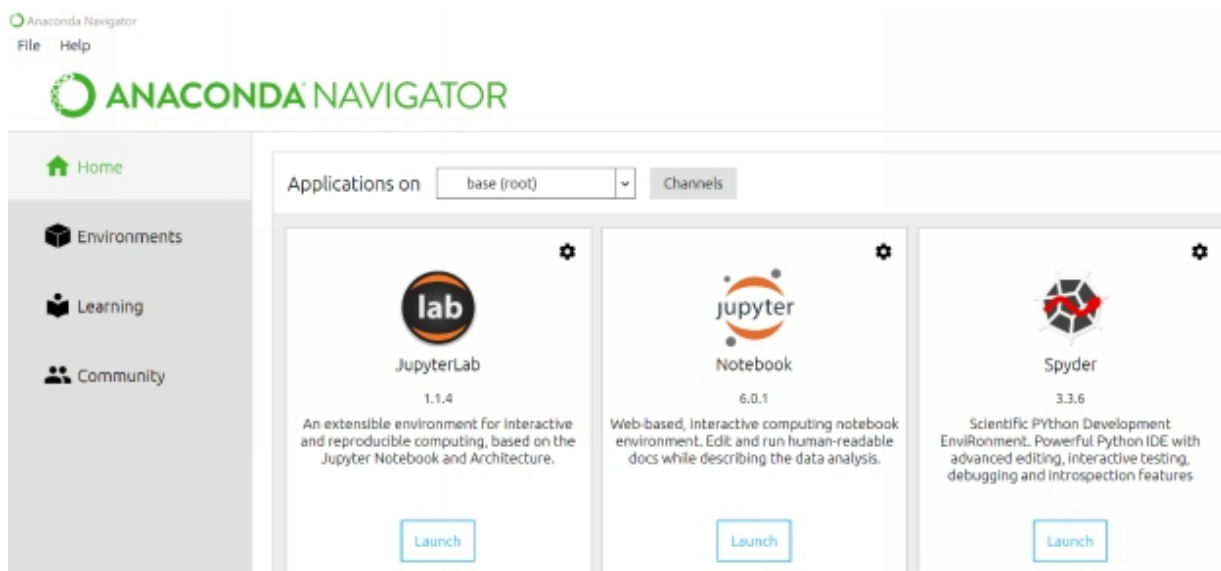 Anaconda Navigator
File Help
ANACONDA NAVIGATOR
Home
Environments
Learning
Community
Applications on base (root) Channels
lab
JupyterLab
1.1.4
An extensible environment for interactive
and reproducible computing, based on the
Jupyter Notebook and Architecture.
Launch
jupyter
Notebook
6.0.1
Web-based, interactive computing notebook
environment. Edit and run human-readable
docs while describing the data analysis.
Launch
Spyder
3.3.6
Scientific PYthon Development
EnviRonment. Powerful Python IDE with
advanced editing, interactive testing,
debugging and introspection features
Launch